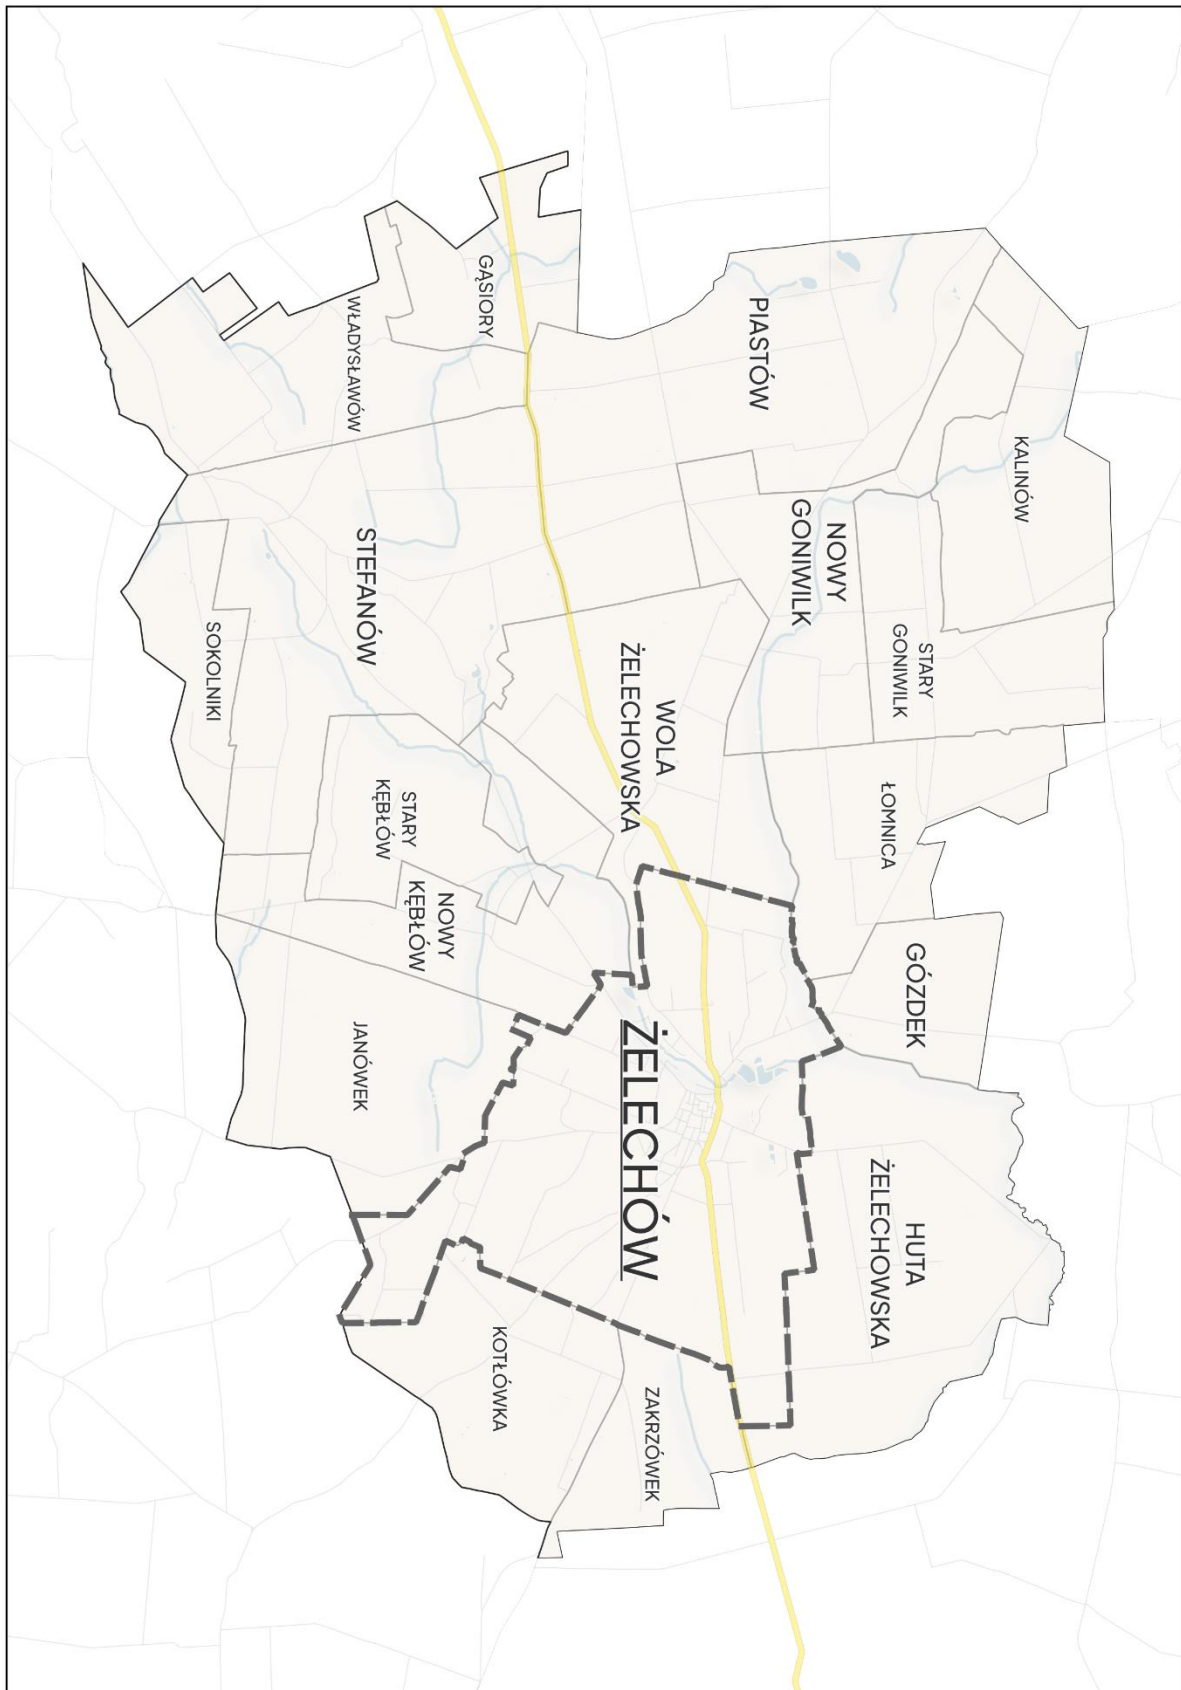 KALINÓW
STARY
GONIWILK
HUTA
ŻELECHOWSKA
GÓZDEK
ŁOMNICA
NOWY
GONIWILK
PIASTÓW
WOLA
ŻELECHOWSKA
ŻELECHÓW
ZAKRZÓWEK
GĄSIORY
KOTŁÓWKA
NOWY
KĘBŁÓW
STARY
KĘBŁÓW
WŁADYSŁAWÓW
STEFANÓW
JANÓWEK
SOKOLNIKI